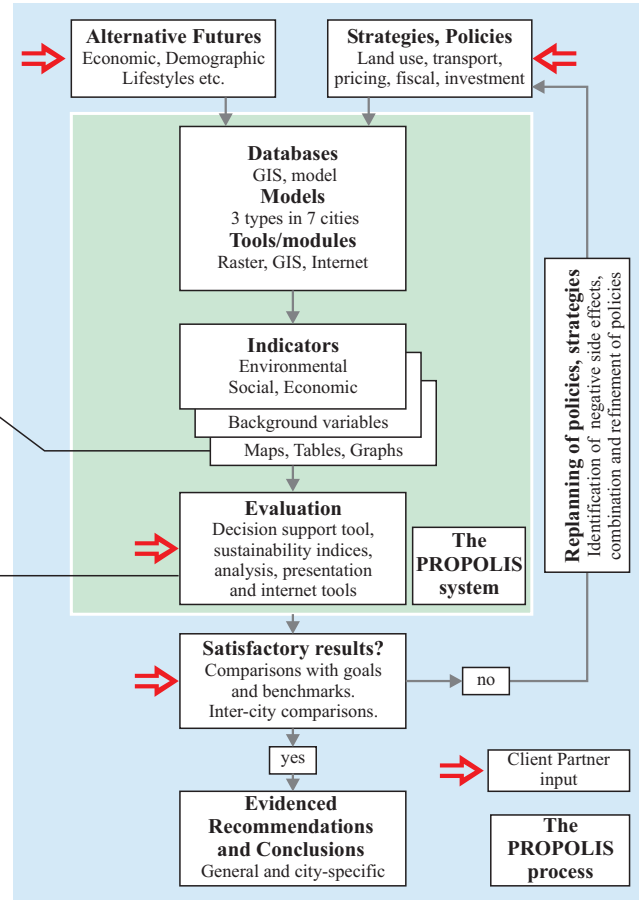 Alternative Futures
Economic, Demographic
Lifestyles etc.
Strategies, Policies
Land use, transport,
pricing, fiscal, investment
Databases
GIS, model
Models
3 types in 7 cities
Tools/modules
Raster, GIS, Internet
Indicators
Environmental
Social, Economic
Background variables
Maps, Tables, Graphs
Evaluation
Decision support tool,
sustainability indices,
analysis, presentation
and internet tools
The
PROPOLIS
system
Replanning of policies, strategies
Identification of negative side effects,
combination and refinement of policies
Satisfactory results?
Comparisons with goals
and benchmarks.
Inter-city comparisons.
no
yes
Client Partner
input
Evidenced
Recommendations
and Conclusions
General and city-specific
The
PROPOLIS
process